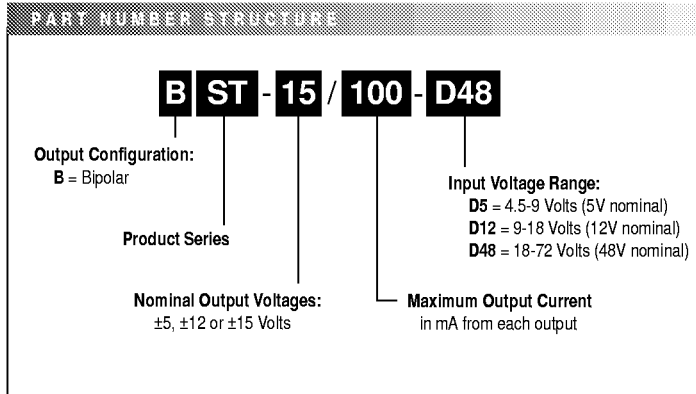 PART NUMBER STRUCTURE
B ST - 15 / 100 - D48
Output Configuration:
B = Bipolar
Product Series
Nominal Output Voltages:
±5, ±12 or ±15 Volts
Maximum Output Current
in mA from each output
Input Voltage Range:
D5 = 4.5-9 Volts (5V nominal)
D12 = 9-18 Volts (12V nominal)
D48 = 18-72 Volts (48V nominal)